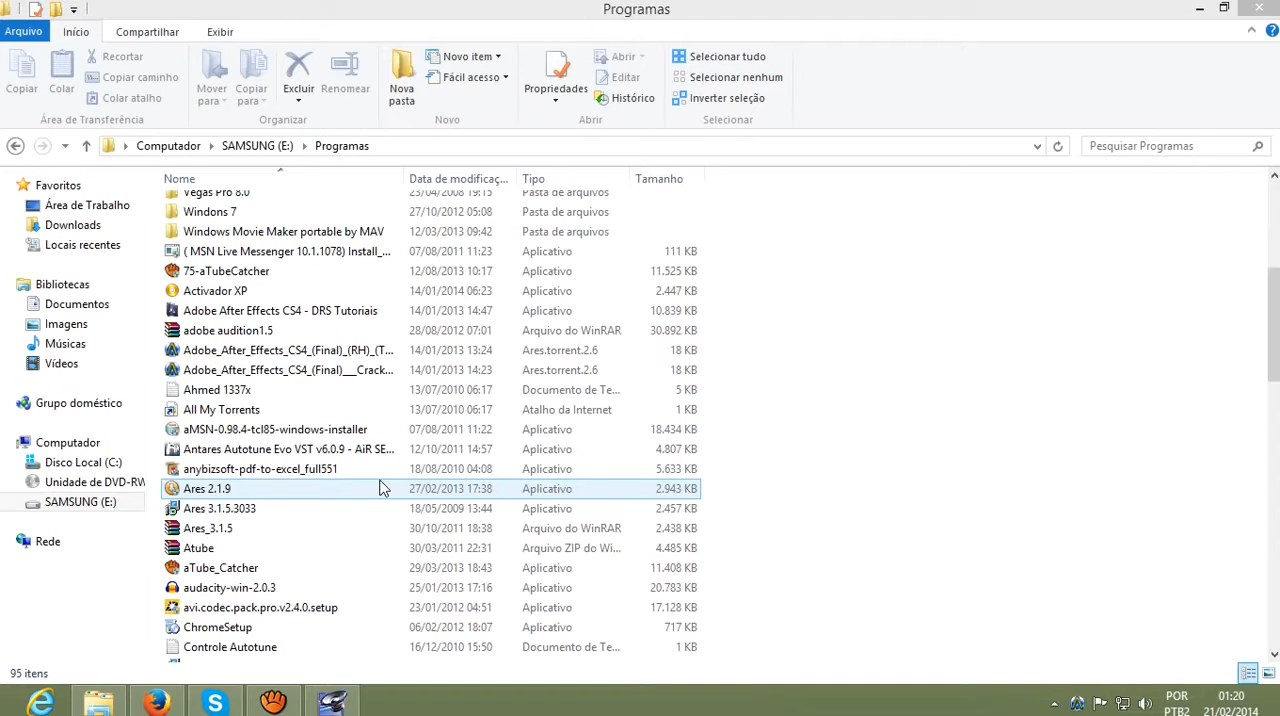 Programas
Arquivo Início Compartilhar Exibir
Copiar Colar Recortar Copiar caminho Colar atalho
Área de Transferência
Mover para Copiar para Excluir Renomear
Organizar
Nova pasta Novo item Fácil acesso
Novo
Propriedades Abrir Editar Histórico
Abrir
Selecionar tudo Selecionar nenhum Inverter seleção
Selecionar
Computador SAMSUNG (E:) Programas Pesquisar Programas
Favoritos
Área de Trabalho
Downloads
Locais recentes
Bibliotecas
Documentos
Imagens
Músicas
Vídeos
Grupo doméstico
Computador
Disco Local (C:)
Unidade de DVD-RW
SAMSUNG (E:)
Rede
Nome Data de modificaç... Tipo Tamanho
Vegas Pro 8.0 23/04/2008 19:15 Pasta de arquivos
Windons 7 27/10/2012 05:08 Pasta de arquivos
Windows Movie Maker portable by MAV 12/03/2013 09:42 Pasta de arquivos
( MSN Live Messenger 10.1.1078) Install_... 07/08/2011 11:23 Aplicativo 111 KB
75-aTubeCatcher 12/08/2013 10:17 Aplicativo 11.525 KB
Activador XP 14/01/2014 06:23 Aplicativo 2.447 KB
Adobe After Effects CS4 - DRS Tutoriais 14/01/2013 14:47 Aplicativo 10.839 KB
adobe audition1.5 28/08/2012 07:01 Arquivo do WinRAR 30.892 KB
Adobe_After_Effects_CS4_(Final)_(RH)_(T... 14/01/2013 13:24 Ares.torrent.2.6 18 KB
Adobe_After_Effects_CS4_(Final)___Crack... 14/01/2013 14:23 Ares.torrent.2.6 18 KB
Ahmed 1337x 13/07/2010 06:17 Documento de Te... 5 KB
All My Torrents 13/07/2010 06:17 Atalho da Internet 1 KB
aMSN-0.98.4-tcl85-windows-installer 07/08/2011 11:22 Aplicativo 18.434 KB
Antares Autotune Evo VST v6.0.9 - AiR SE... 12/10/2011 14:57 Aplicativo 4.807 KB
anybizsoft-pdf-to-excel_full551 18/08/2010 04:08 Aplicativo 5.633 KB
Ares 2.1.9 27/02/2013 17:38 Aplicativo 2.943 KB
Ares 3.1.5.3033 18/05/2009 13:44 Aplicativo 2.457 KB
Ares_3.1.5 30/10/2011 18:38 Arquivo do WinRAR 2.438 KB
Atube 30/03/2011 22:31 Arquivo ZIP do Wi... 4.485 KB
aTube_Catcher 29/03/2013 18:43 Aplicativo 11.408 KB
audacity-win-2.0.3 25/01/2013 17:16 Aplicativo 20.783 KB
avi.codec.pack.pro.v2.4.0.setup 23/01/2012 04:51 Aplicativo 17.128 KB
ChromeSetup 06/02/2012 18:07 Aplicativo 717 KB
Controle Autotune 16/12/2010 15:50 Documento de Te... 1 KB
95 itens
POR 01:20
PTB2 21/02/2014